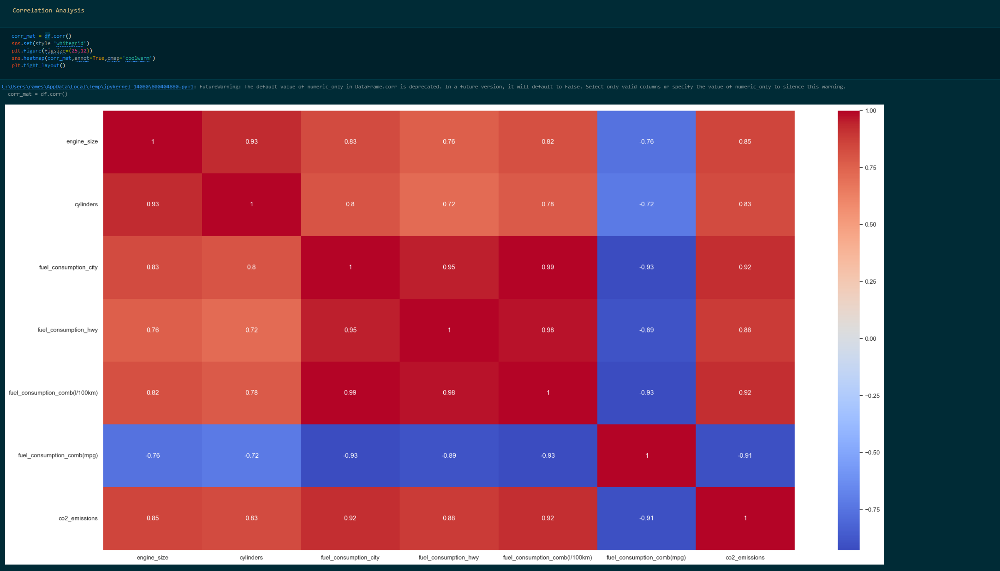 Correlation Analysis
corr_mat = df.corr()
sns.set(style='whitegrid')
plt.figure(figsize=(25,12))
sns.heatmap(corr_mat,annot=True,cmap='coolwarm')
plt.tight_layout()
C:\Users\rames\AppData\Local\Temp\ipykernel_14080\800404880.py:1: FutureWarning: The default value of numeric_only in DataFrame.corr is deprecated. In a future version, it will default to False. Select only valid columns or specify the value of numeric_only to silence this warning.
corr_mat = df.corr()
engine_size 1 0.93 0.83 0.76 0.82 -0.76 0.85
cylinders 0.93 1 0.8 0.72 0.78 -0.72 0.83
fuel_consumption_city 0.83 0.8 1 0.95 0.99 -0.93 0.92
fuel_consumption_hwy 0.76 0.72 0.95 1 0.98 -0.89 0.88
fuel_consumption_comb(l/100km) 0.82 0.78 0.99 0.98 1 -0.93 0.92
fuel_consumption_comb(mpg) -0.76 -0.72 -0.93 -0.89 -0.93 1 -0.91
co2_emissions 0.85 0.83 0.92 0.88 0.92 -0.91 1
engine_size cylinders fuel_consumption_city fuel_consumption_hwy fuel_consumption_comb(l/100km) fuel_consumption_comb(mpg) co2_emissions
1.00
0.75
0.50
0.25
0.00
−0.25
−0.50
−0.75